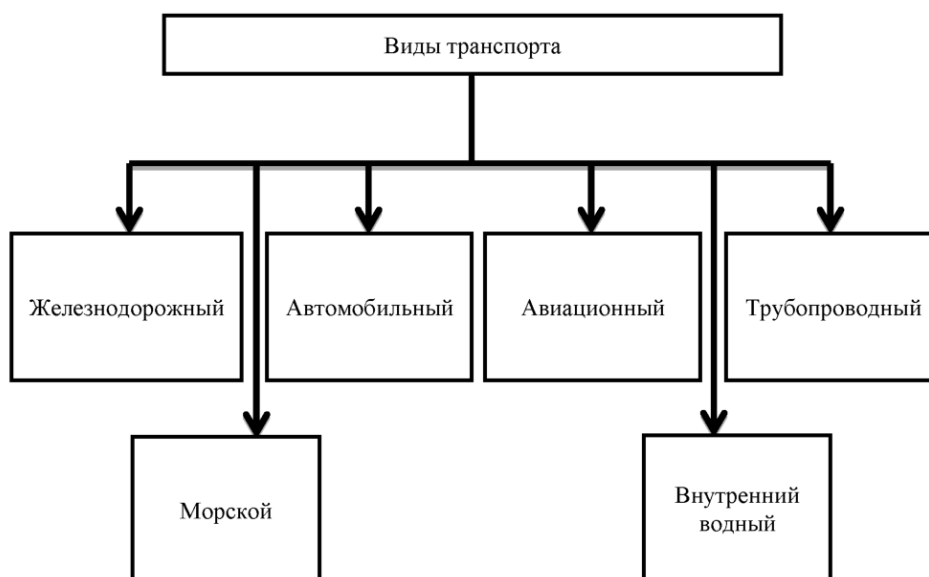 Виды транспорта
Железнодорожный
Автомобильный
Авиационный
Трубопроводный
Морской
Внутренний
водный